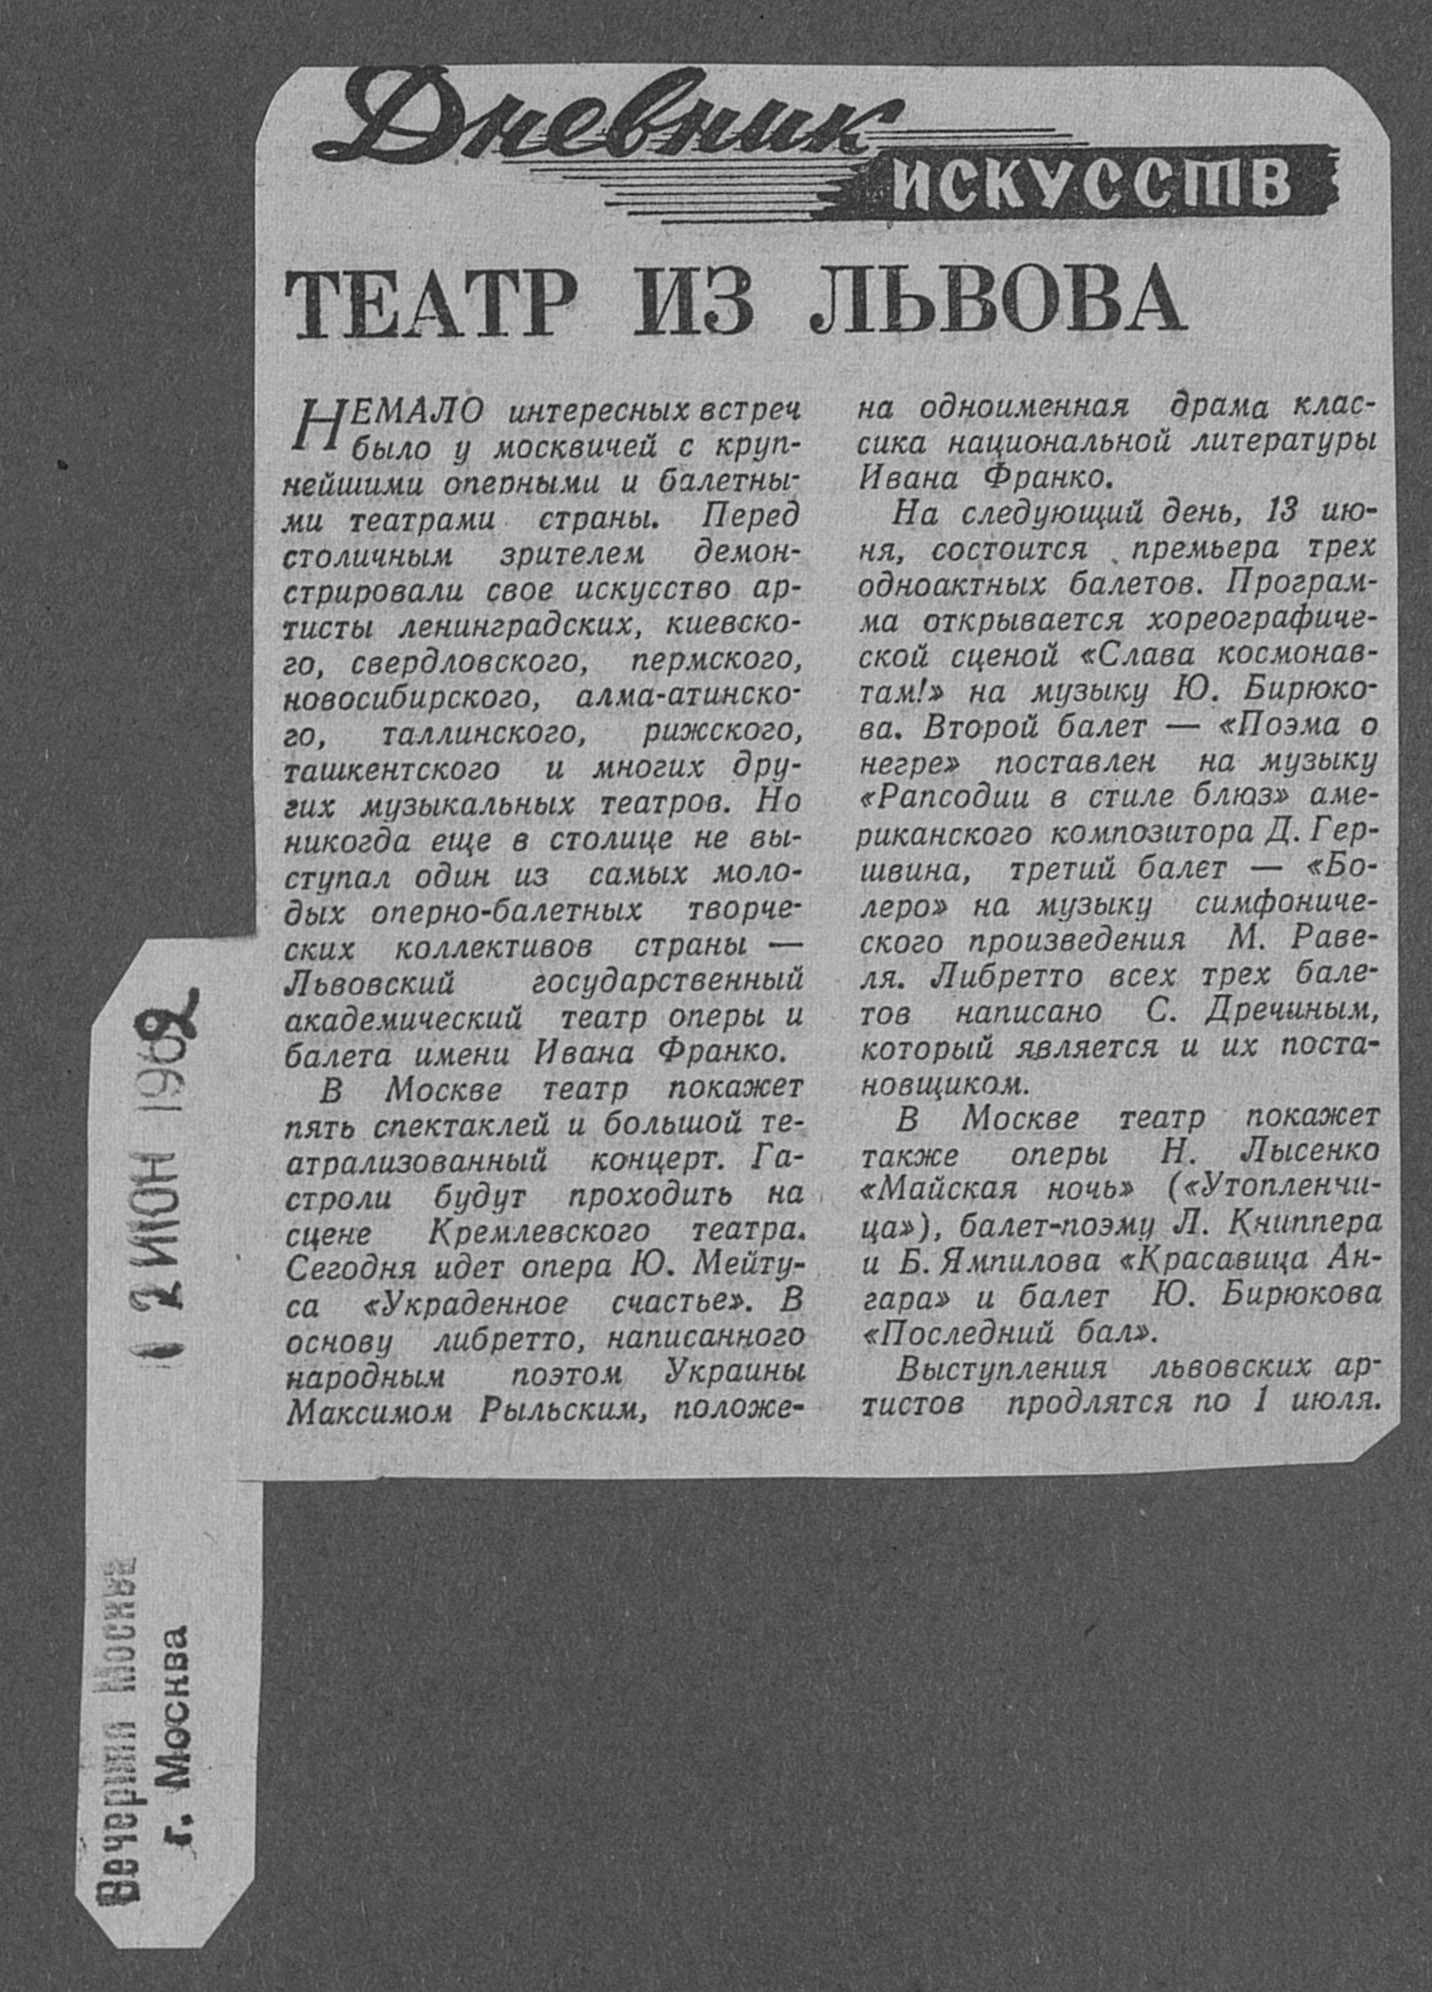 Дневник
ИСКУССТВ
ТЕАТР ИЗ ЛЬВОВА
НЕМАЛО интересных встреч
было у москвичей с круп-
нейшими оперными и балетны-
ми театрами страны. Перед
столичным зрителем демон-
стрировали свое искусство ар-
тисты ленинградских, киевско-
го, свердловского, пермского,
новосибирского, алма-атинско-
го, таллинского, рижского,
ташкентского и многих дру-
гих музыкальных театров. Но
никогда еще в столице не вы-
ступал один из самых моло-
дых оперно-балетных творче-
ских коллективов страны —
Львовский государственный
академический театр оперы и
балета имени Ивана Франко.
В Москве театр покажет
пять спектаклей и большой те-
атрализованный концерт. Га-
строли будут проходить на
сцене Кремлевского театра.
Сегодня идет опера Ю. Мейту-
са «Украденное счастье». В
основу либретто, написанного
народным поэтом Украины
Максимом Рыльским, положе-
на одноименная драма клас-
сика национальной литературы
Ивана Франко.
На следующий день, 13 ию-
ня, состоится премьера трех
одноактных балетов. Програм-
ма открывается хореографиче-
ской сценой «Слава космонав-
там!» на музыку Ю. Бирюко-
ва. Второй балет — «Поэма о
негре» поставлен на музыку
«Рапсодии в стиле блюз» аме-
риканского композитора Д. Гер-
швина, третий балет — «Бо-
леро» на музыку симфониче-
ского произведения М. Раве-
ля. Либретто всех трех бале-
тов написано С. Дречиным,
который является и их поста-
новщиком.
В Москве театр покажет
также оперы Н. Лысенко
«Майская ночь» («Утопленчи-
ца»), балет-поэму Л. Книппера
и Б. Ямпилова «Красавица Ан-
гара» и балет Ю. Бирюкова
«Последний бал».
Выступления львовских ар-
тистов продлятся по 1 июля.
12 ИЮН 1962
Вечерняя Москва
г. Москва